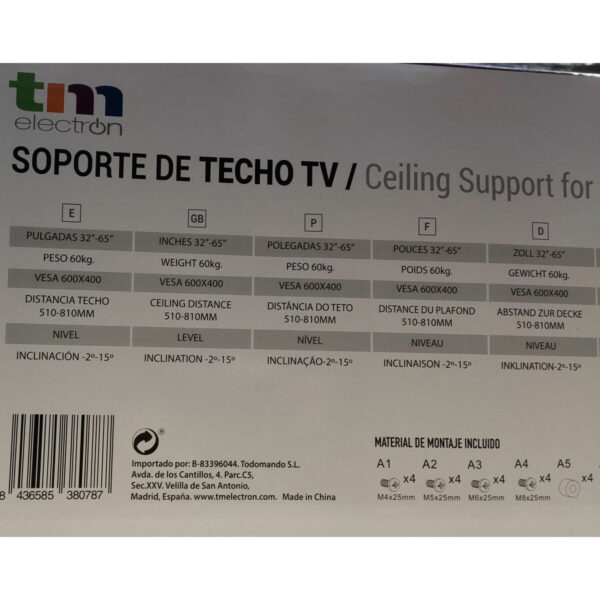 tm
electron
SOPORTE DE TECHO TV / Ceiling Support for
E GB P F D
PULGADAS 32"-65" INCHES 32"-65" POLEGADAS 32"-65" POUCES 32"-65" ZOLL 32"-65"
PESO 60kg. WEIGHT 60kg. PESO 60kg. POIDS 60kg. GEWICHT 60kg.
VESA 600X400 VESA 600X400 VESA 600X400 VESA 600X400 VESA 600X400
DISTANCIA TECHO CEILING DISTANCE DISTÂNCIA DO TETO DISTANCE DU PLAFOND ABSTAND ZUR DECKE
510-810MM 510-810MM 510-810MM 510-810MM 510-810MM
NIVEL LEVEL NÍVEL NIVEAU NIVEAU
INCLINACIÓN -2º-15º INCLINATION -2º-15º INCLINAÇÃO-2º-15º INCLINAISON -2º-15º INKLINATION -2º-15º
MATERIAL DE MONTAJE INCLUIDO
A1 A2 A3 A4 A5
x4 x4 x4 x4 x4
M4x25mm M5x25mm M6x25mm M8x25mm
Importado por: B-83396044. Todomando S.L.
Avda. de los Cantillos, 4. Parc.C5,
Sec.XXV. Velilla de San Antonio,
Madrid, España. www.tmelectron.com. Made in China
8 436585 380787